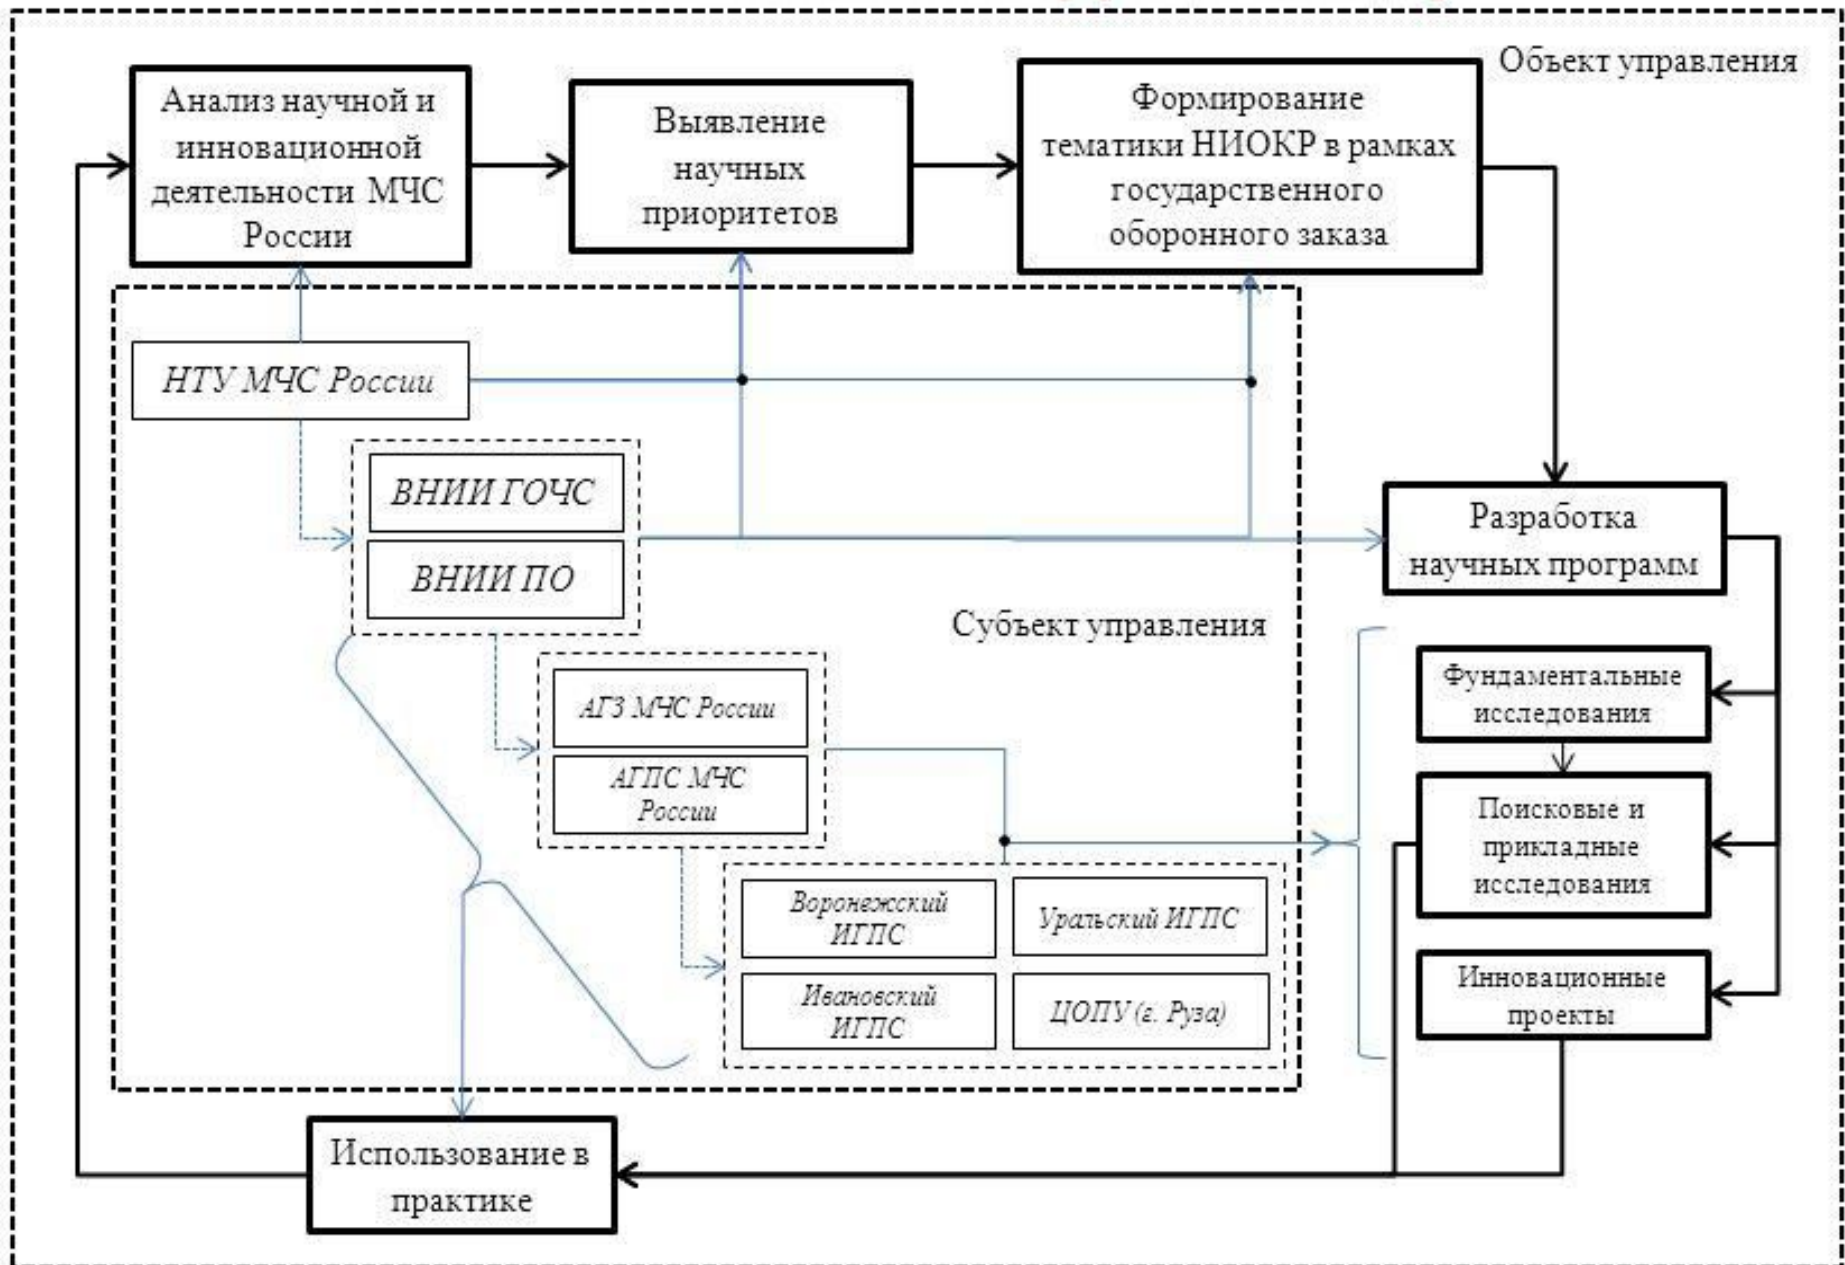 Объект управления
Анализ научной и
инновационной
деятельности МЧС
России
Выявление
научных
приоритетов
Формирование
тематики НИОКР в рамках
государственного
оборонного заказа
НТУ МЧС России
ВНИИ ГОЧС
ВНИИ ПО
Разработка
научных программ
Субъект управления
АГЗ МЧС России
АГПС МЧС
России
Фундаментальные
исследования
Поисковые и
прикладные
исследования
Воронежский
ИГПС
Уральский ИГПС
Ивановский
ИГПС
ЦОПУ (г. Руза)
Инновационные
проекты
Использование в
практике